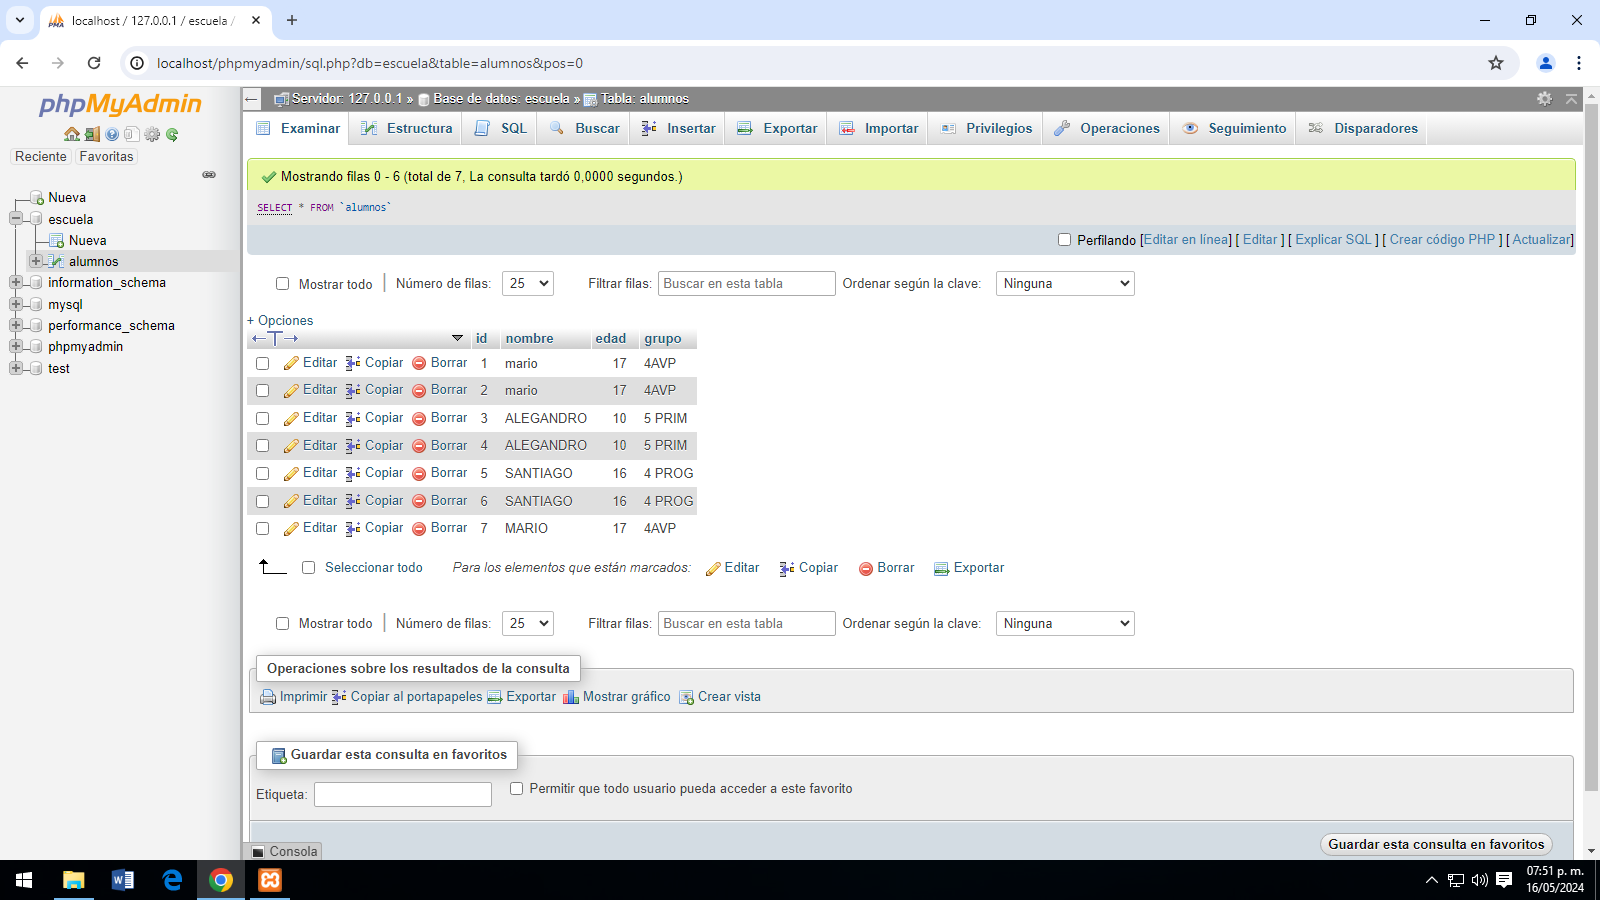 localhost / 127.0.0.1 / escuela /
localhost/phpmyadmin/sql.php?db=escuela&table=alumnos&pos=0
phpMyAdmin
Reciente Favoritas
Nueva
escuela
Nueva
alumnos
information_schema
mysql
performance_schema
phpmyadmin
test
Servidor: 127.0.0.1 » Base de datos: escuela » Tabla: alumnos
Examinar Estructura SQL Buscar Insertar Exportar Importar Privilegios Operaciones Seguimiento Disparadores
Mostrando filas 0 - 6 (total de 7, La consulta tardó 0,0000 segundos.)
SELECT * FROM `alumnos`
Perfilando [Editar en línea] [ Editar ] [ Explicar SQL ] [ Crear código PHP ] [ Actualizar]
Mostrar todo Número de filas: 25 Filtrar filas: Buscar en esta tabla Ordenar según la clave: Ninguna
+ Opciones
←T→ id nombre edad grupo
Editar Copiar Borrar 1 mario 17 4AVP
Editar Copiar Borrar 2 mario 17 4AVP
Editar Copiar Borrar 3 ALEGANDRO 10 5 PRIM
Editar Copiar Borrar 4 ALEGANDRO 10 5 PRIM
Editar Copiar Borrar 5 SANTIAGO 16 4 PROG
Editar Copiar Borrar 6 SANTIAGO 16 4 PROG
Editar Copiar Borrar 7 MARIO 17 4AVP
Seleccionar todo Para los elementos que están marcados: Editar Copiar Borrar Exportar
Mostrar todo Número de filas: 25 Filtrar filas: Buscar en esta tabla Ordenar según la clave: Ninguna
Operaciones sobre los resultados de la consulta
Imprimir Copiar al portapapeles Exportar Mostrar gráfico Crear vista
Guardar esta consulta en favoritos
Etiqueta: Permitir que todo usuario pueda acceder a este favorito
Guardar esta consulta en favoritos
Consola
07:51 p. m.
16/05/2024